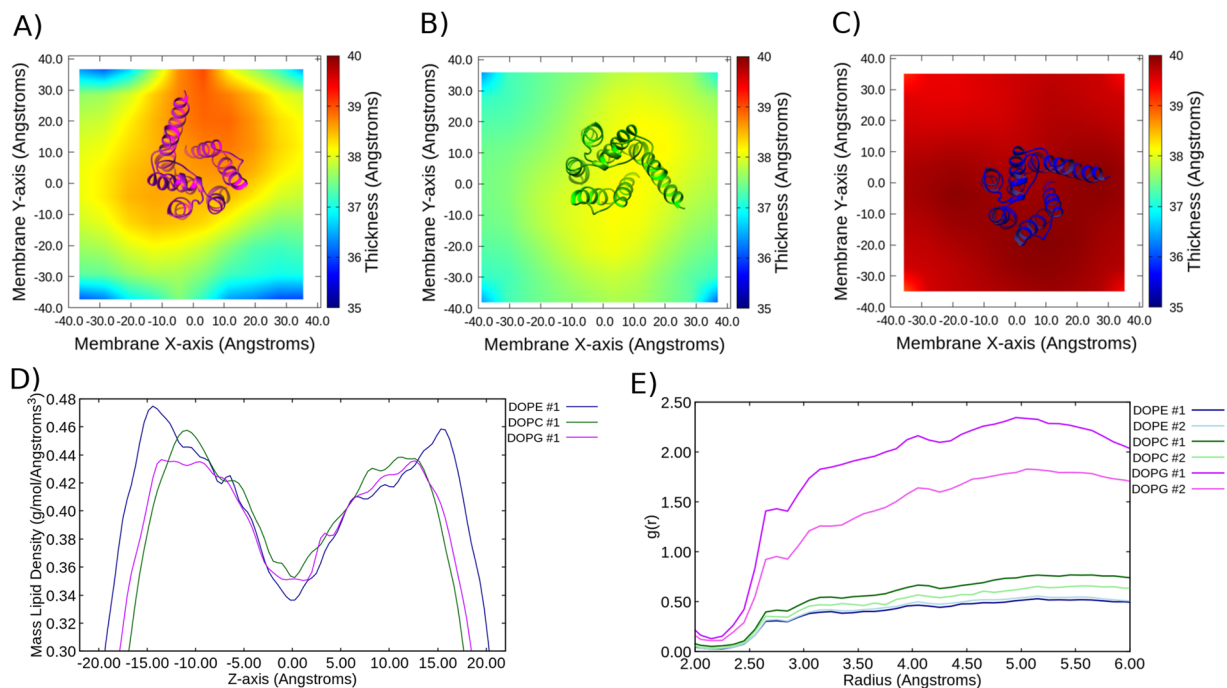 A)
B)
C)
40.0
30.0
20.0
10.0
0.0
-10.0
-20.0
-30.0
-40.0
Membrane Y-axis (Angstroms)
-40.0 -30.0 -20.0 -10.0 0.0 10.0 20.0 30.0 40.0
Membrane X-axis (Angstroms)
40
39
38
37
36
35
Thickness (Angstroms)
40.0
30.0
20.0
10.0
0.0
-10.0
-20.0
-30.0
-40.0
Membrane Y-axis (Angstroms)
-40.0 -30.0 -20.0 -10.0 0.0 10.0 20.0 30.0 40.0
Membrane X-axis (Angstroms)
40
39
38
37
36
35
Thickness (Angstroms)
40.0
30.0
20.0
10.0
0.0
-10.0
-20.0
-30.0
-40.0
Membrane Y-axis (Angstroms)
-40.0 -30.0 -20.0 -10.0 0.0 10.0 20.0 30.0 40.0
Membrane X-axis (Angstroms)
40
39
38
37
36
35
Thickness (Angstroms)
D)
0.48
0.46
0.44
0.42
0.40
0.38
0.36
0.34
0.32
0.30
Mass Lipid Density (g/mol/Angstroms³)
-20.00 -15.00 -10.00 -5.00 0.00 5.00 10.00 15.00 20.00
Z-axis (Angstroms)
DOPE #1
DOPC #1
DOPG #1
E)
2.50
2.00
1.50
1.00
0.50
0.00
g(r)
2.00 2.50 3.00 3.50 4.00 4.50 5.00 5.50 6.00
Radius (Angstroms)
DOPE #1
DOPE #2
DOPC #1
DOPC #2
DOPG #1
DOPG #2